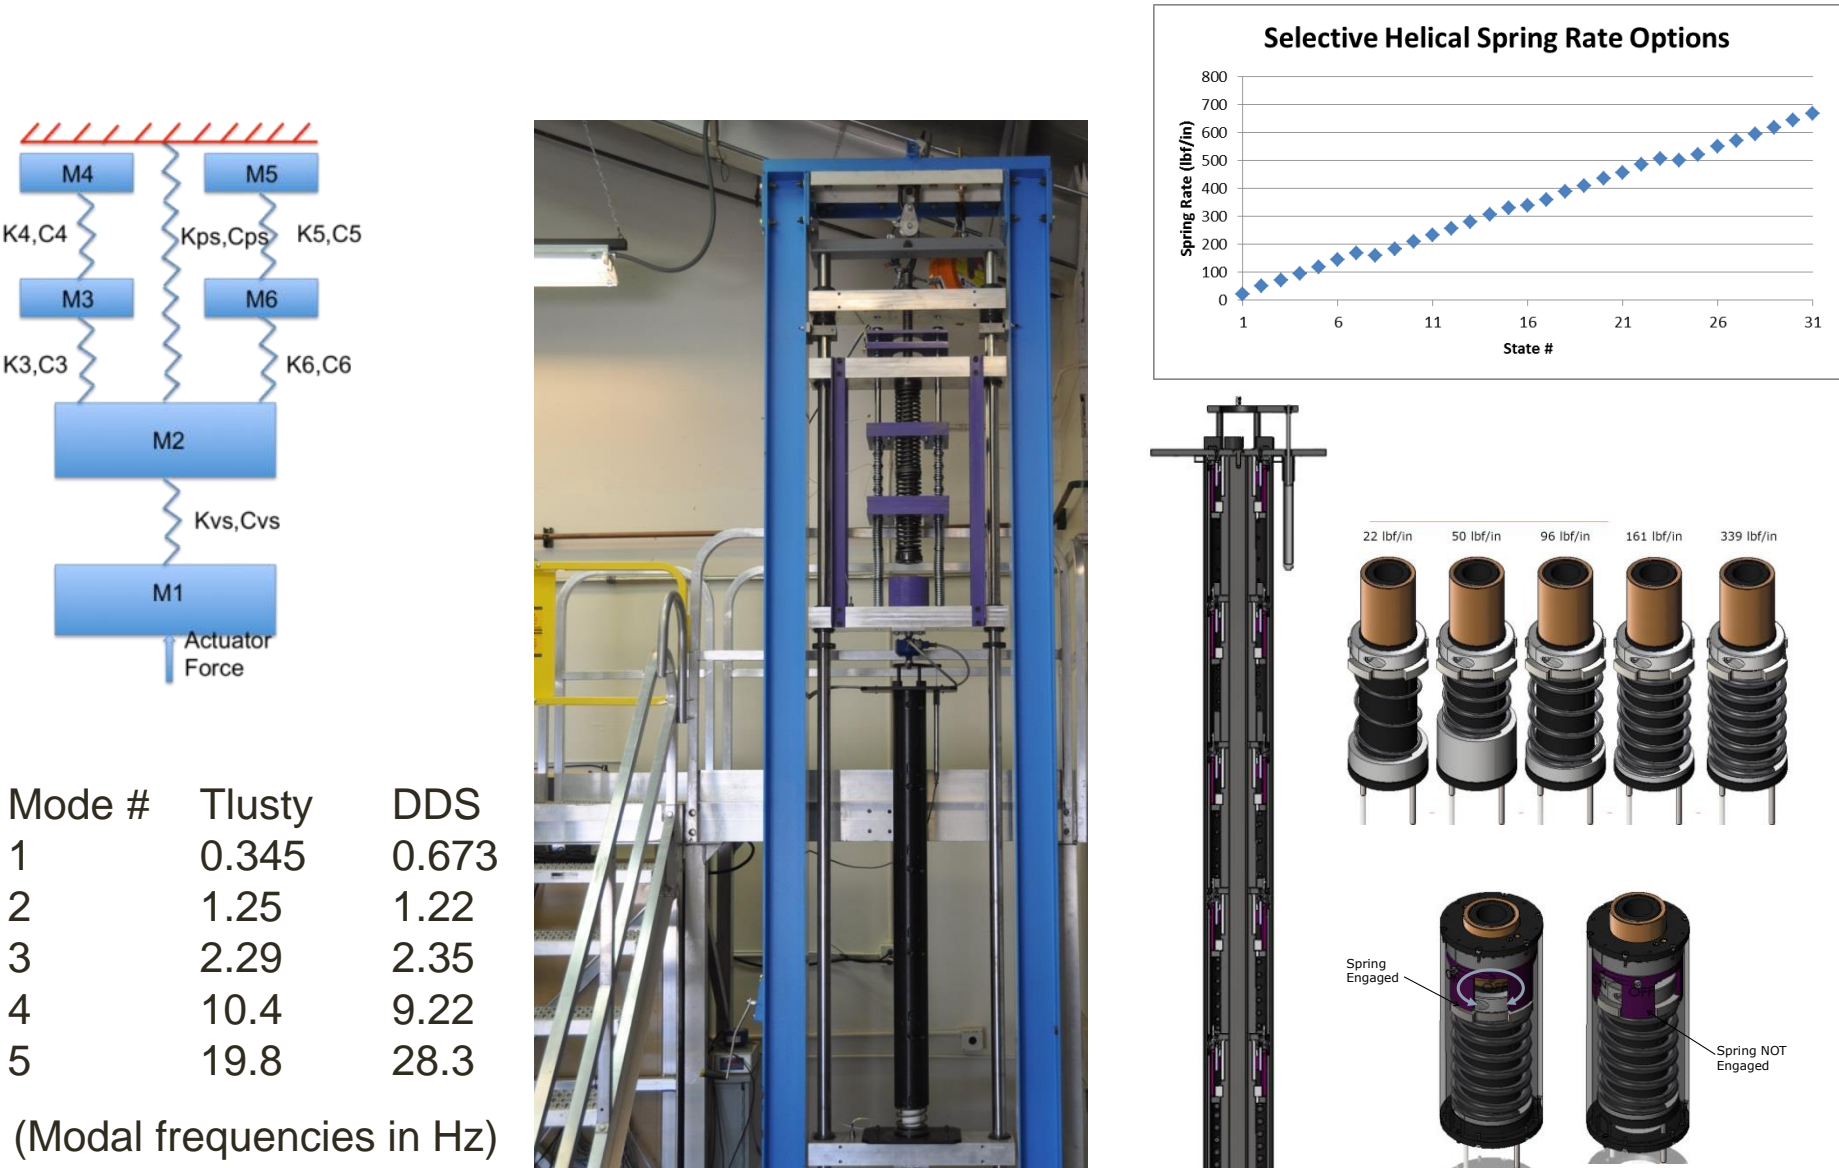 M4
M5
K4,C4
Kps,Cps
K5,C5
M3
M6
K3,C3
K6,C6
M2
Kvs,Cvs
M1
Actuator
Force
Mode # Tlusty DDS
1 0.345 0.673
2 1.25 1.22
3 2.29 2.35
4 10.4 9.22
5 19.8 28.3
(Modal frequencies in Hz)
Selective Helical Spring Rate Options
Spring Rate (lbf/in)
800
700
600
500
400
300
200
100
0
1 6 11 16 21 26 31
State #
22 lbf/in 50 lbf/in 96 lbf/in 161 lbf/in 339 lbf/in
Spring
Engaged
OFF
Spring NOT
Engaged